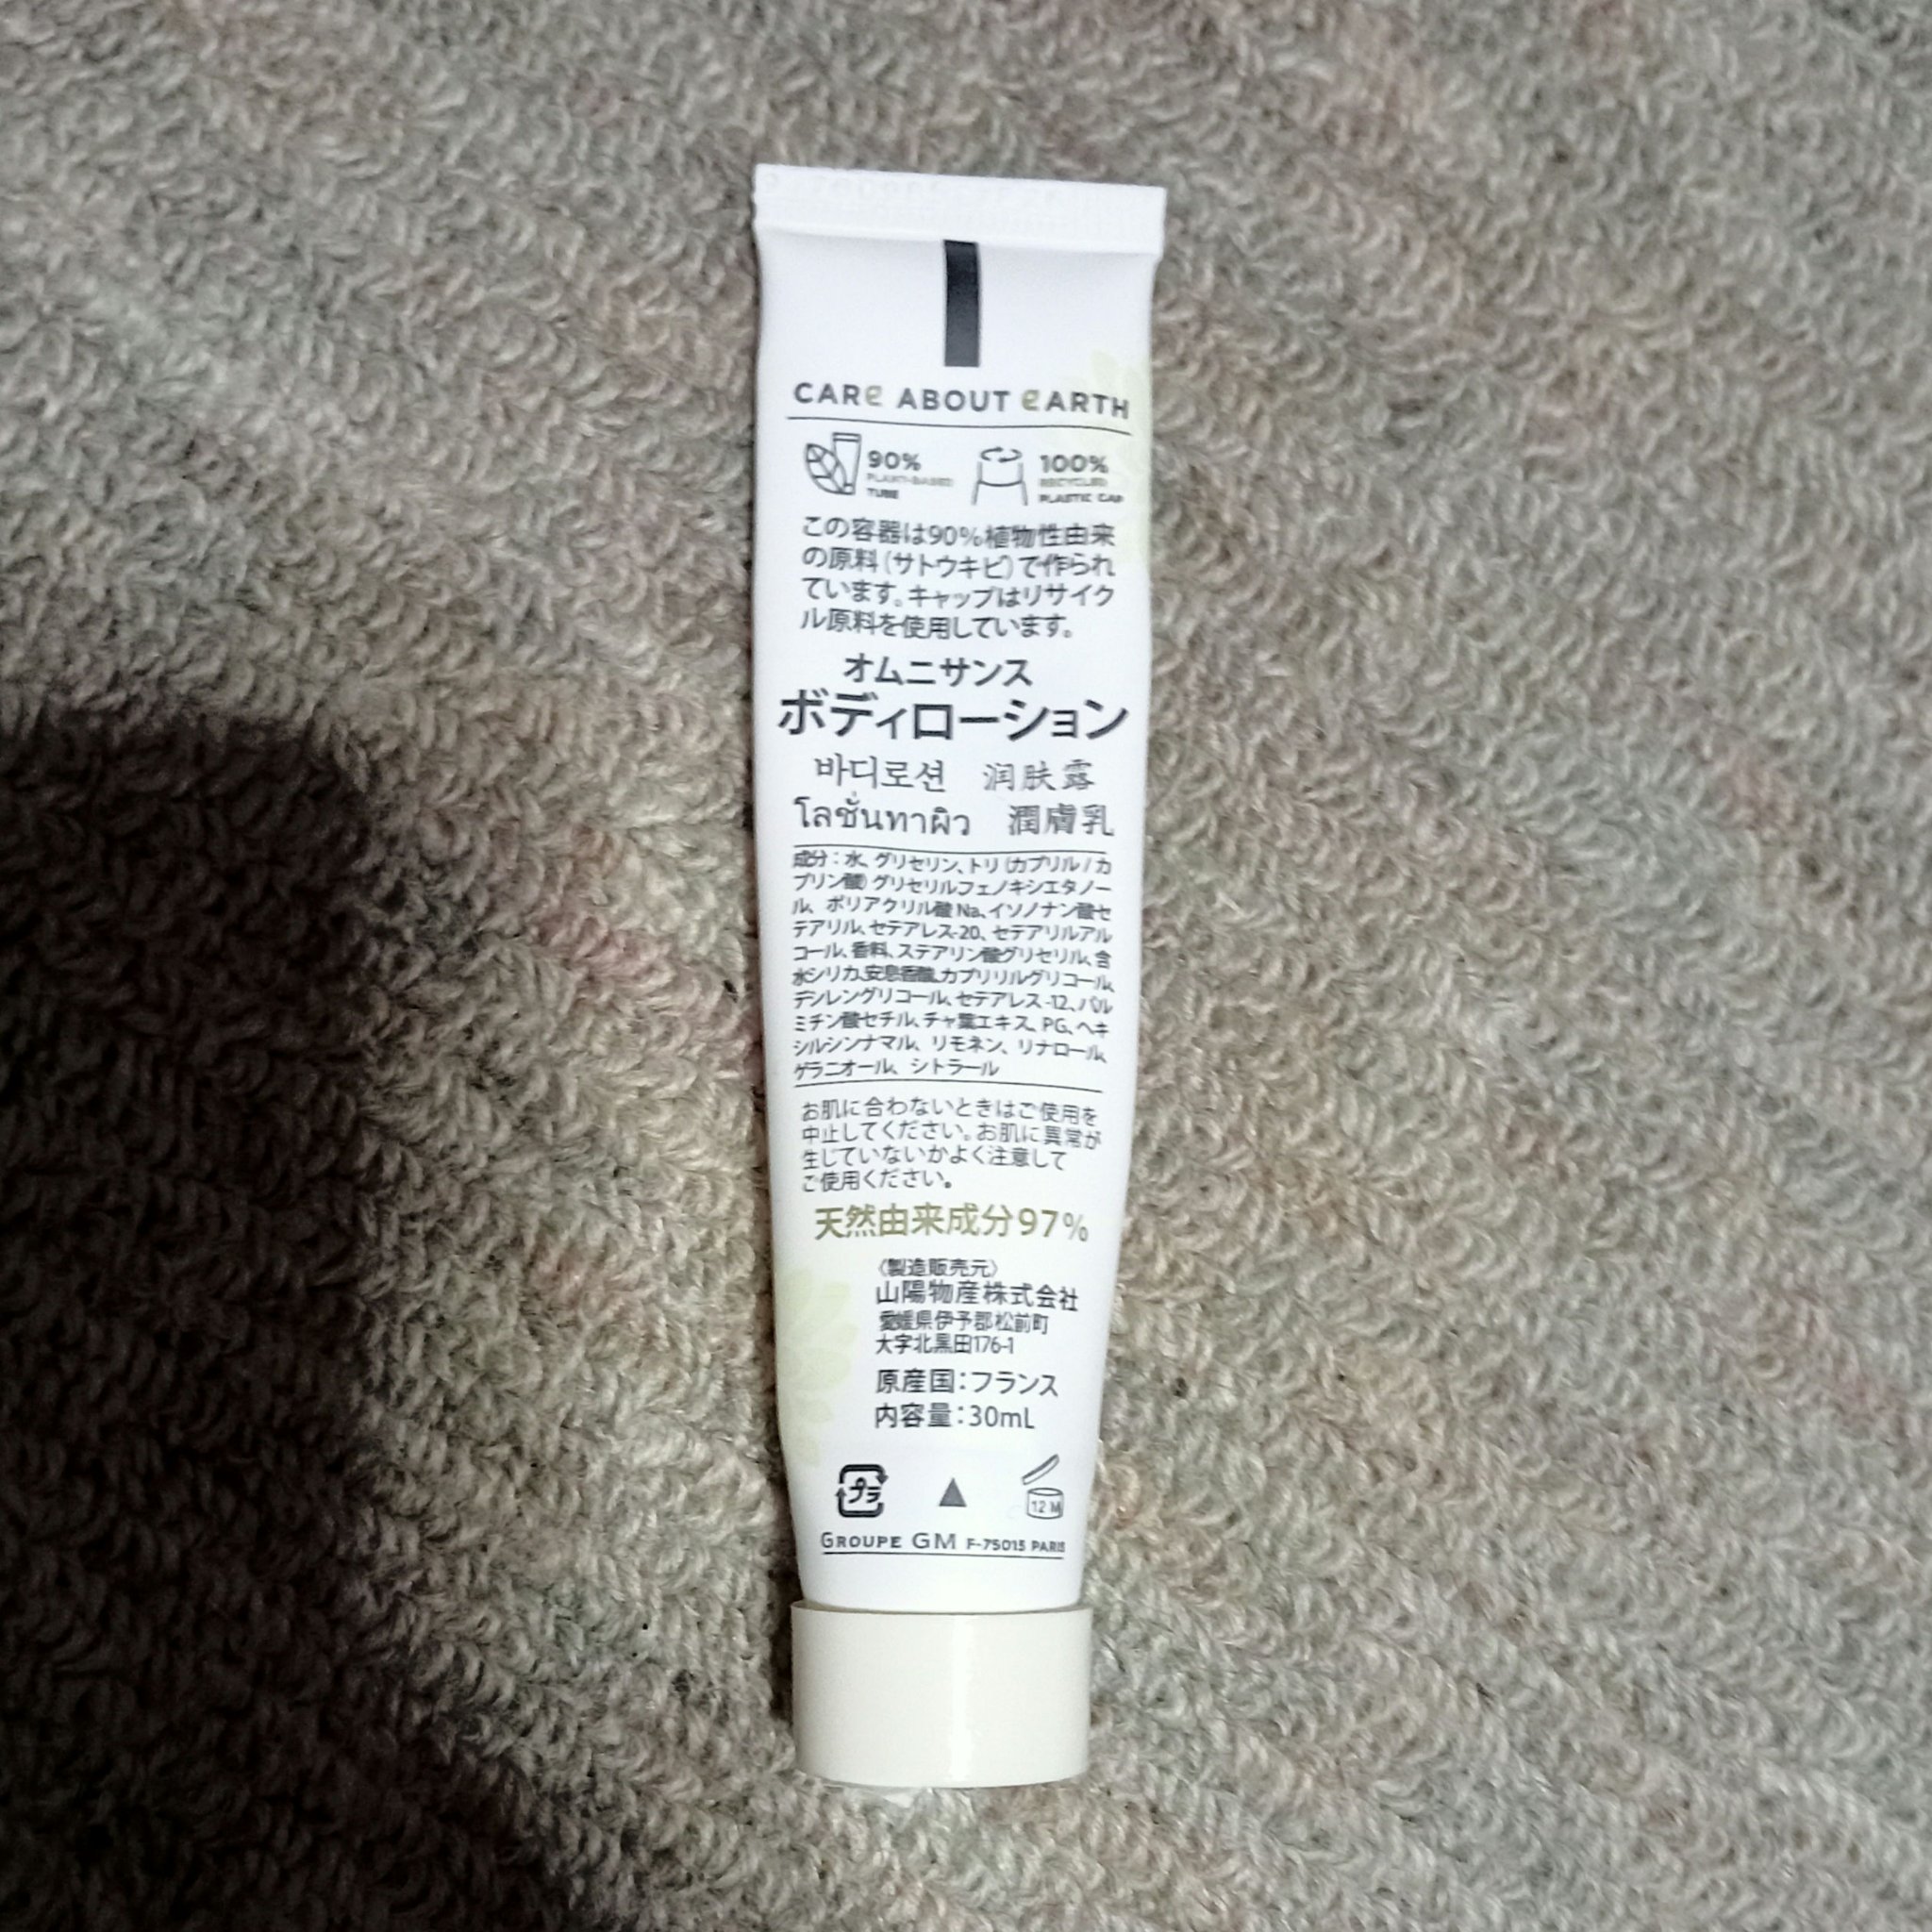 CARe ABOUT eARTH
90% 100%
PLANT-BASED RECYCLED
TUBE PLASTIC CAP
この容器は90%植物性由来
の原料（サトウキビ）で作られ
ています。キャップはリサイク
ル原料を使用しています。
オムニサンス
ボディローション
바디로션 润肤露
โลชั่นทาผิว 潤膚乳
成分：水、グリセリン、トリ（カプリル/カ
プリン酸）グリセリルフェノキシエタノー
ル、ポリアクリル酸Na、イソノナン酸セ
テアリル、セテアレス-20、セテアリルアル
コール、香料、ステアリン酸グリセリル、含
水シリカ、安息香酸、カプリリルグリコール、
デシレングリコール、セテアレス-12、パル
ミチン酸セチル、チャ葉エキス、PG、ヘキ
シルシンナマル、リモネン、リナロール、
ゲラニオール、シトラール
お肌に合わないときはご使用を
中止してください。お肌に異常が
生じていないかよく注意して
ご使用ください。
天然由来成分97%
〈製造販売元〉
山陽物産株式会社
愛媛県伊予郡松前町
大字北黒田176-1
原産国：フランス
内容量：30mL
プラ 12 M
GROUPE GM F-75015 PARIS